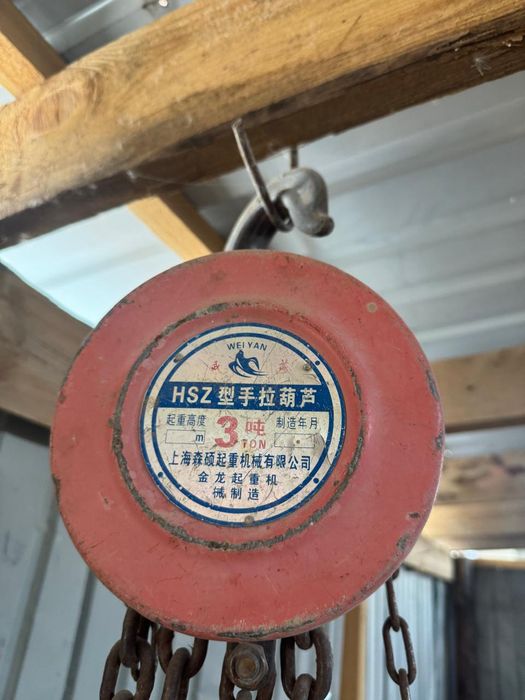 WEIYAN
HSZ型手拉葫芦
起重高度 3吨 制造年月
m TON
上海森硕起重机械有限公司
金龙起重机
械制造